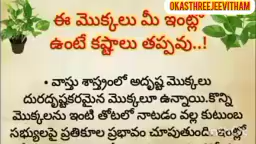 OKASTHREEJEEVITHAM
ఈ మొక్కలు మీ ఇంట్లో
ఉంటే కష్టాలు తప్పవు..!
• వాస్తు శాస్త్రంలో అదృష్ట మొక్కలు
దురదృష్టకరమైన మొక్కలూ ఉన్నాయి.కొన్ని
మొక్కలను ఇంటి తోటలో నాటడం వల్ల కుటుంబ
సభ్యులపై ప్రతికూల ప్రభావం చూపుతుంది. ఇంట్లో